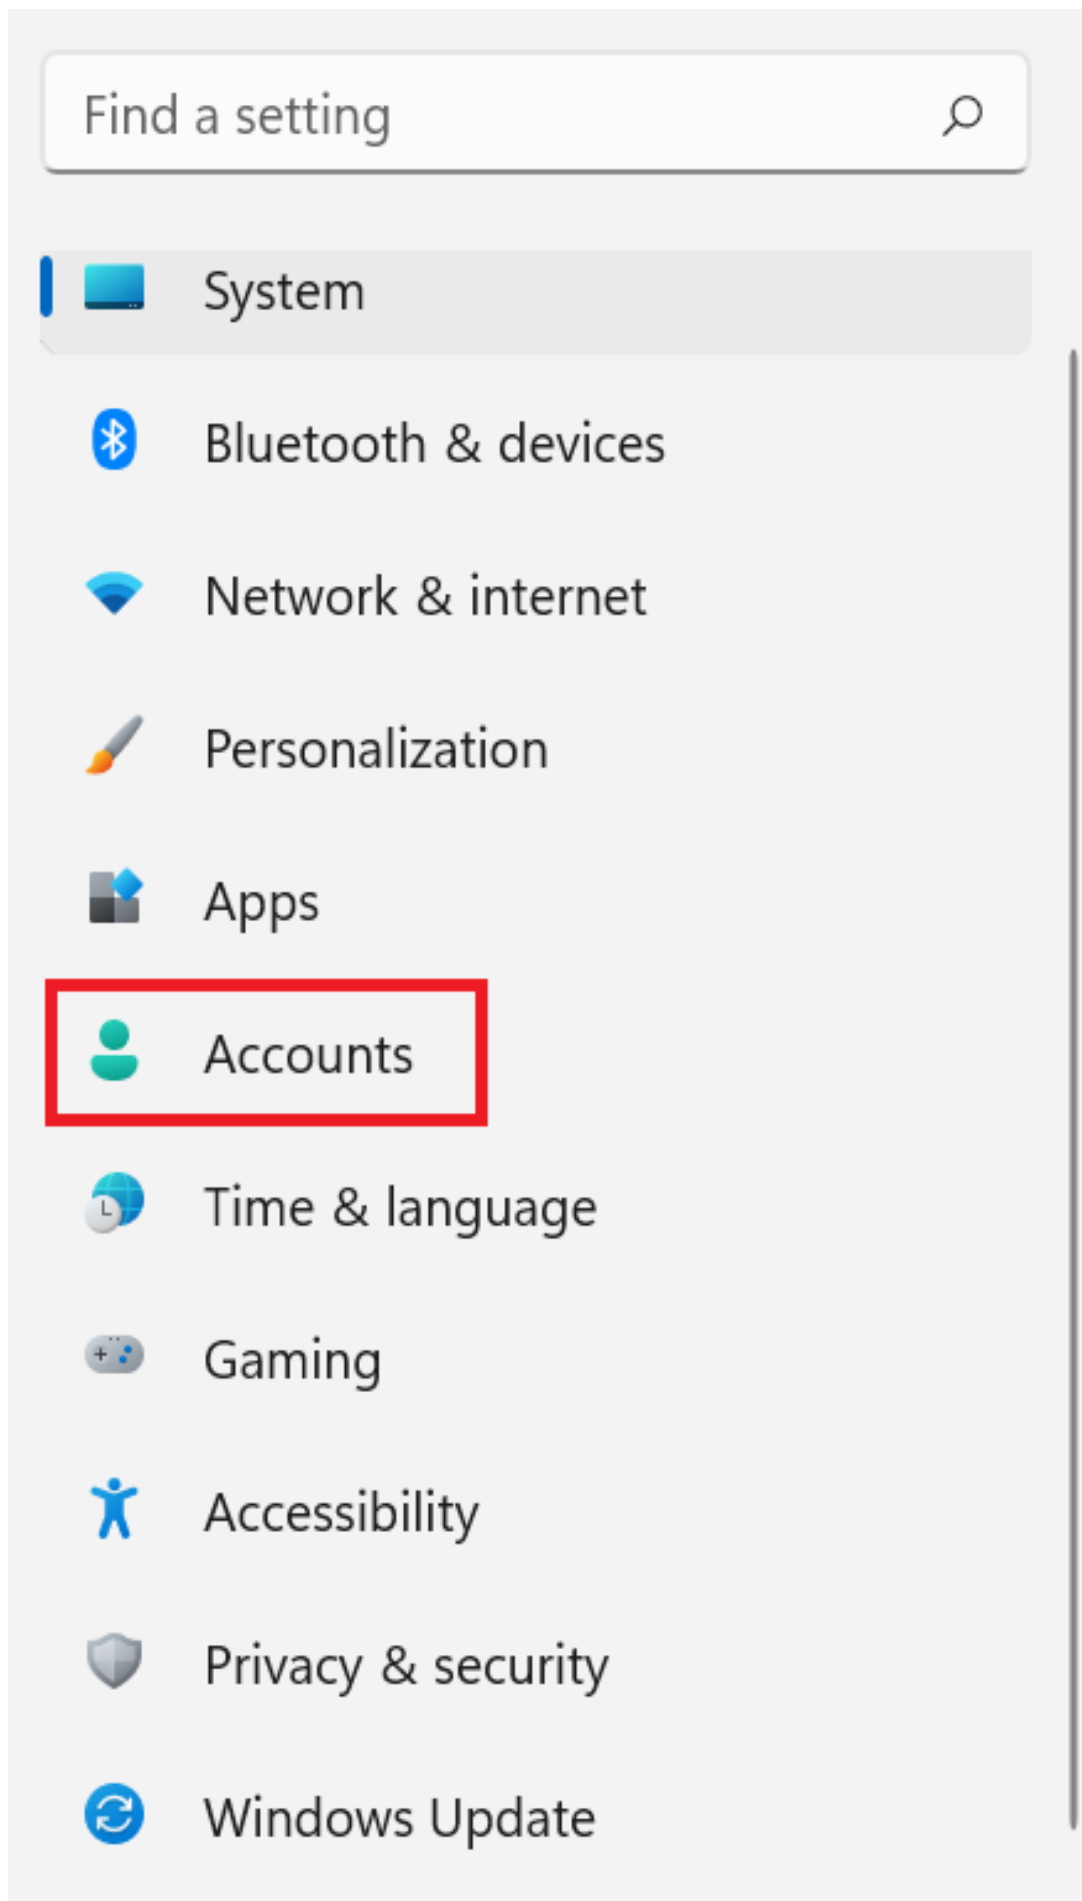 Find a setting
System
Bluetooth & devices
Network & internet
Personalization
Apps
Accounts
Time & language
Gaming
Accessibility
Privacy & security
Windows Update